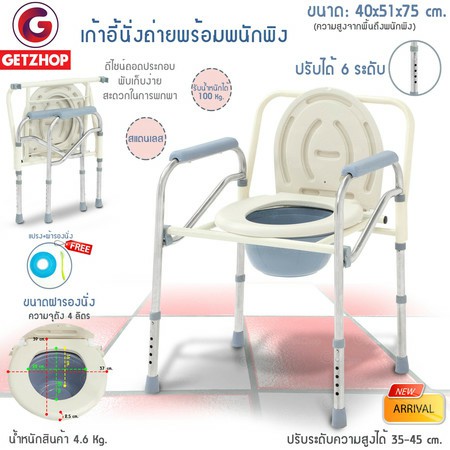 GETZHOP
เก้าอี้นั่งถ่ายพร้อมพนักพิง
ขนาด: 40x51x75 cm.
(ความสูงจากพื้นถึงพนักพิง)
ดีไซน์ถอดประกอบ
พับเก็บง่าย
สะดวกในการพกพา
รับน้ำหนักได้
100 Kg.
สแตนเลส
ปรับได้ 6 ระดับ
แปรง+ผ้ารองนั่ง
FREE
ขนาดฝารองนั่ง
ความจุถัง 4 ลิตร
37 cm.
8.5 cm.
น้ำหนักสินค้า 4.6 Kg.
NEW
ARRIVAL
ปรับระดับความสูงได้ 35-45 cm.